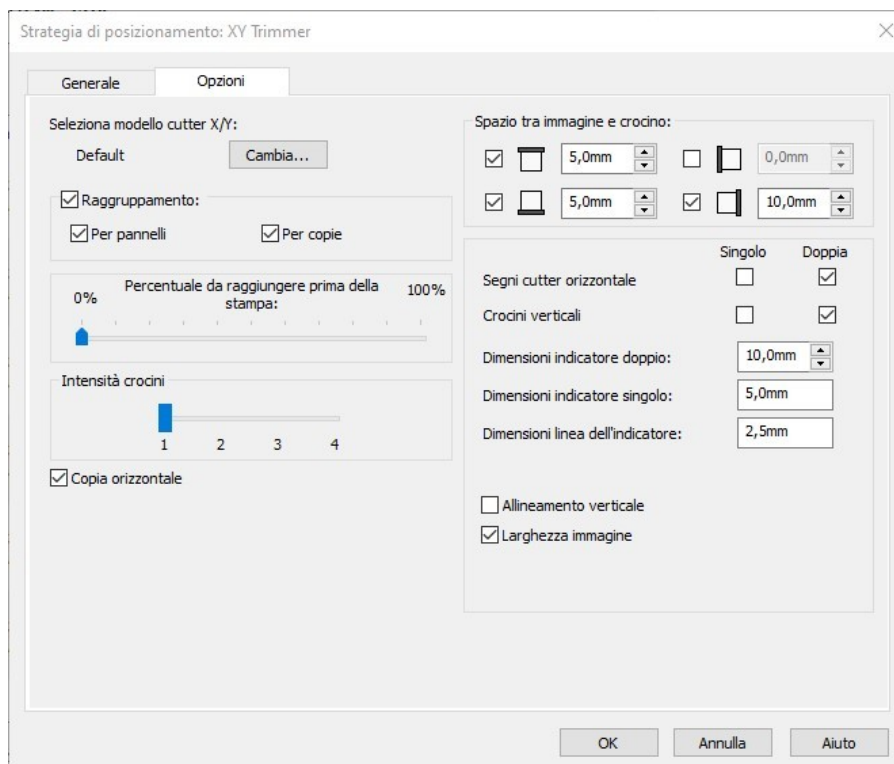 Strategia di posizionamento: XY Trimmer
Generale
Opzioni
Seleziona modello cutter X/Y:
Default
Cambia...
Raggruppamento:
Per pannelli
Per copie
0%
Percentuale da raggiungere prima della
stampa:
100%
Intensità crocini
1 2 3 4
Copia orizzontale
Spazio tra immagine e crocino:
5,0mm
0,0mm
5,0mm
10,0mm
Singolo Doppia
Segni cutter orizzontale
Crocini verticali
Dimensioni indicatore doppio: 10,0mm
Dimensioni indicatore singolo: 5,0mm
Dimensioni linea dell'indicatore: 2,5mm
Allineamento verticale
Larghezza immagine
OK
Annulla
Aiuto